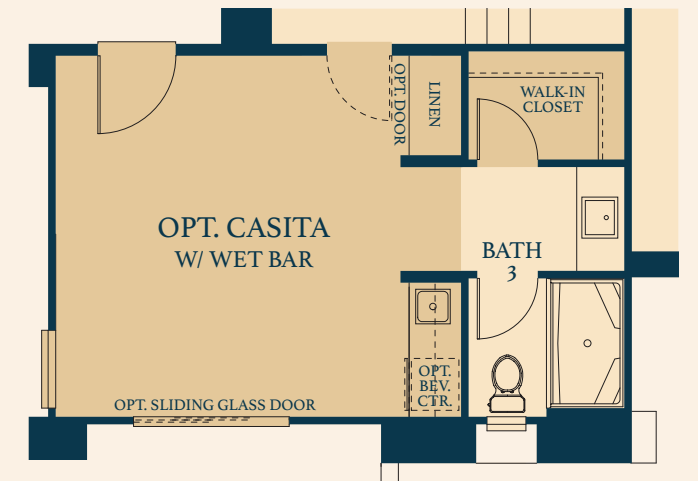 OPT. DOOR
LINEN
WALK-IN
CLOSET
OPT. CASITA
W/ WET BAR
BATH
3
OPT.
BEV.
CTR.
OPT. SLIDING GLASS DOOR